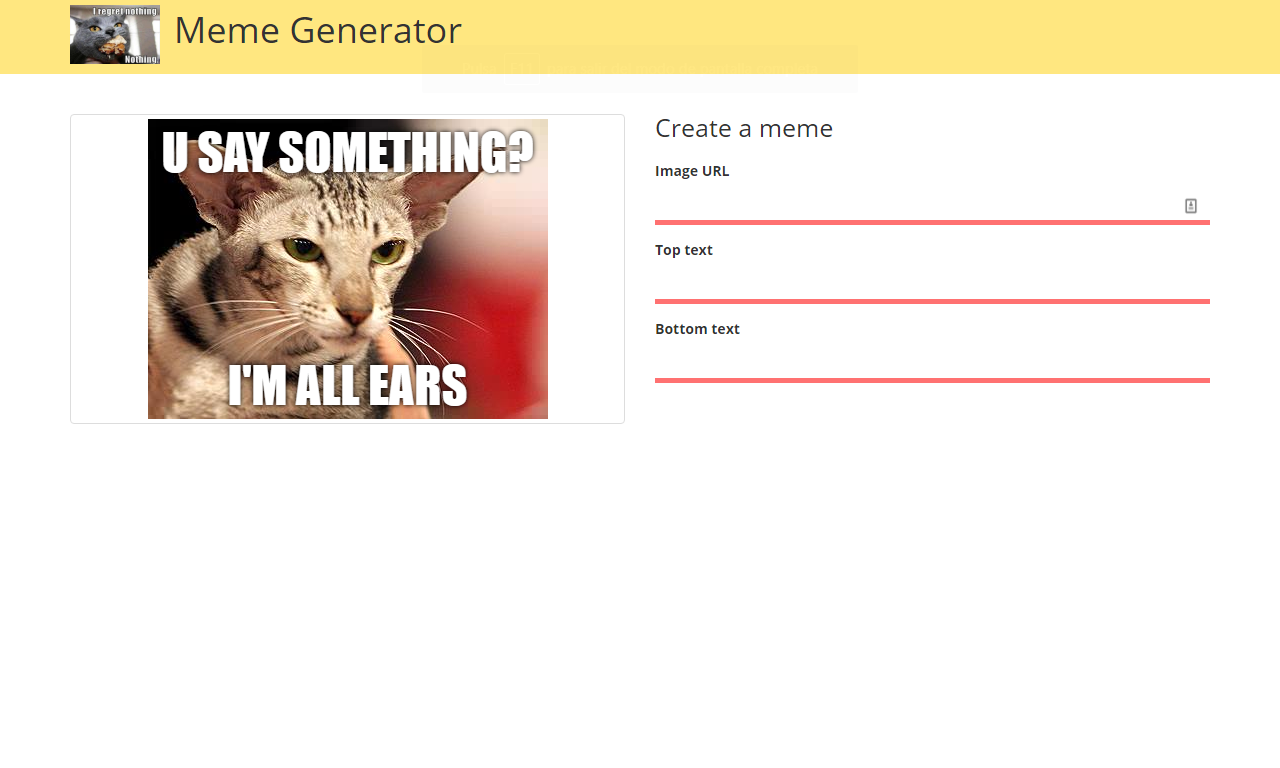 I regret nothing.
Nothing.
Meme Generator
U SAY SOMETHING?
I'M ALL EARS
Create a meme
Image URL
Top text
Bottom text